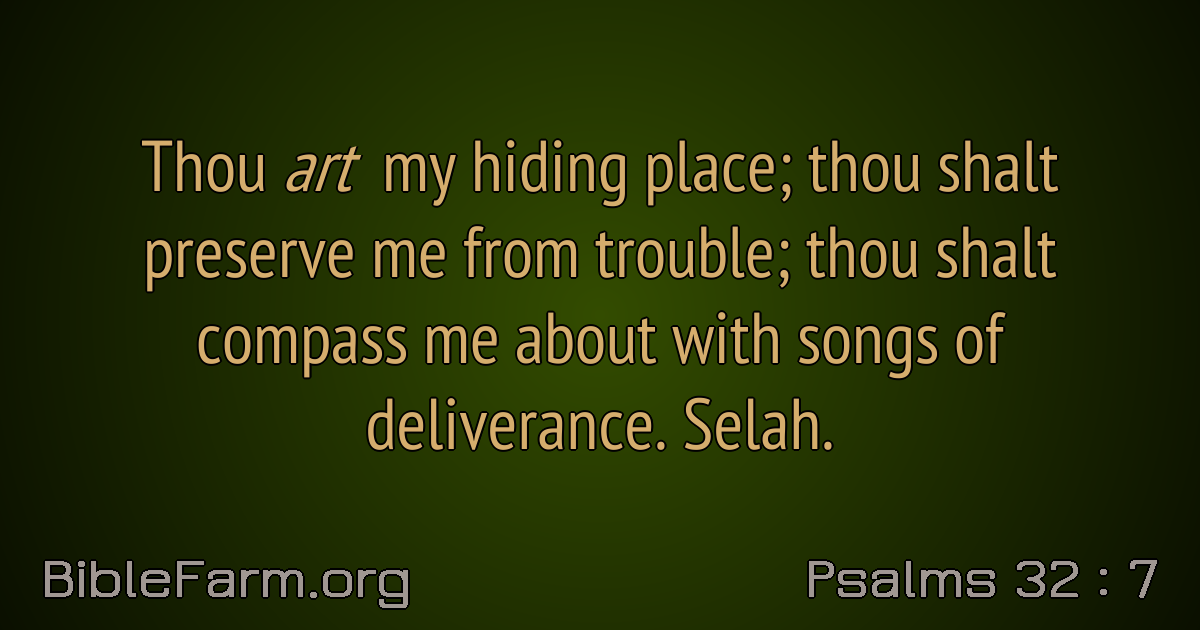 Thou art my hiding place; thou shalt
preserve me from trouble; thou shalt
compass me about with songs of
deliverance. Selah.
BibleFarm.org
Psalms 32 : 7